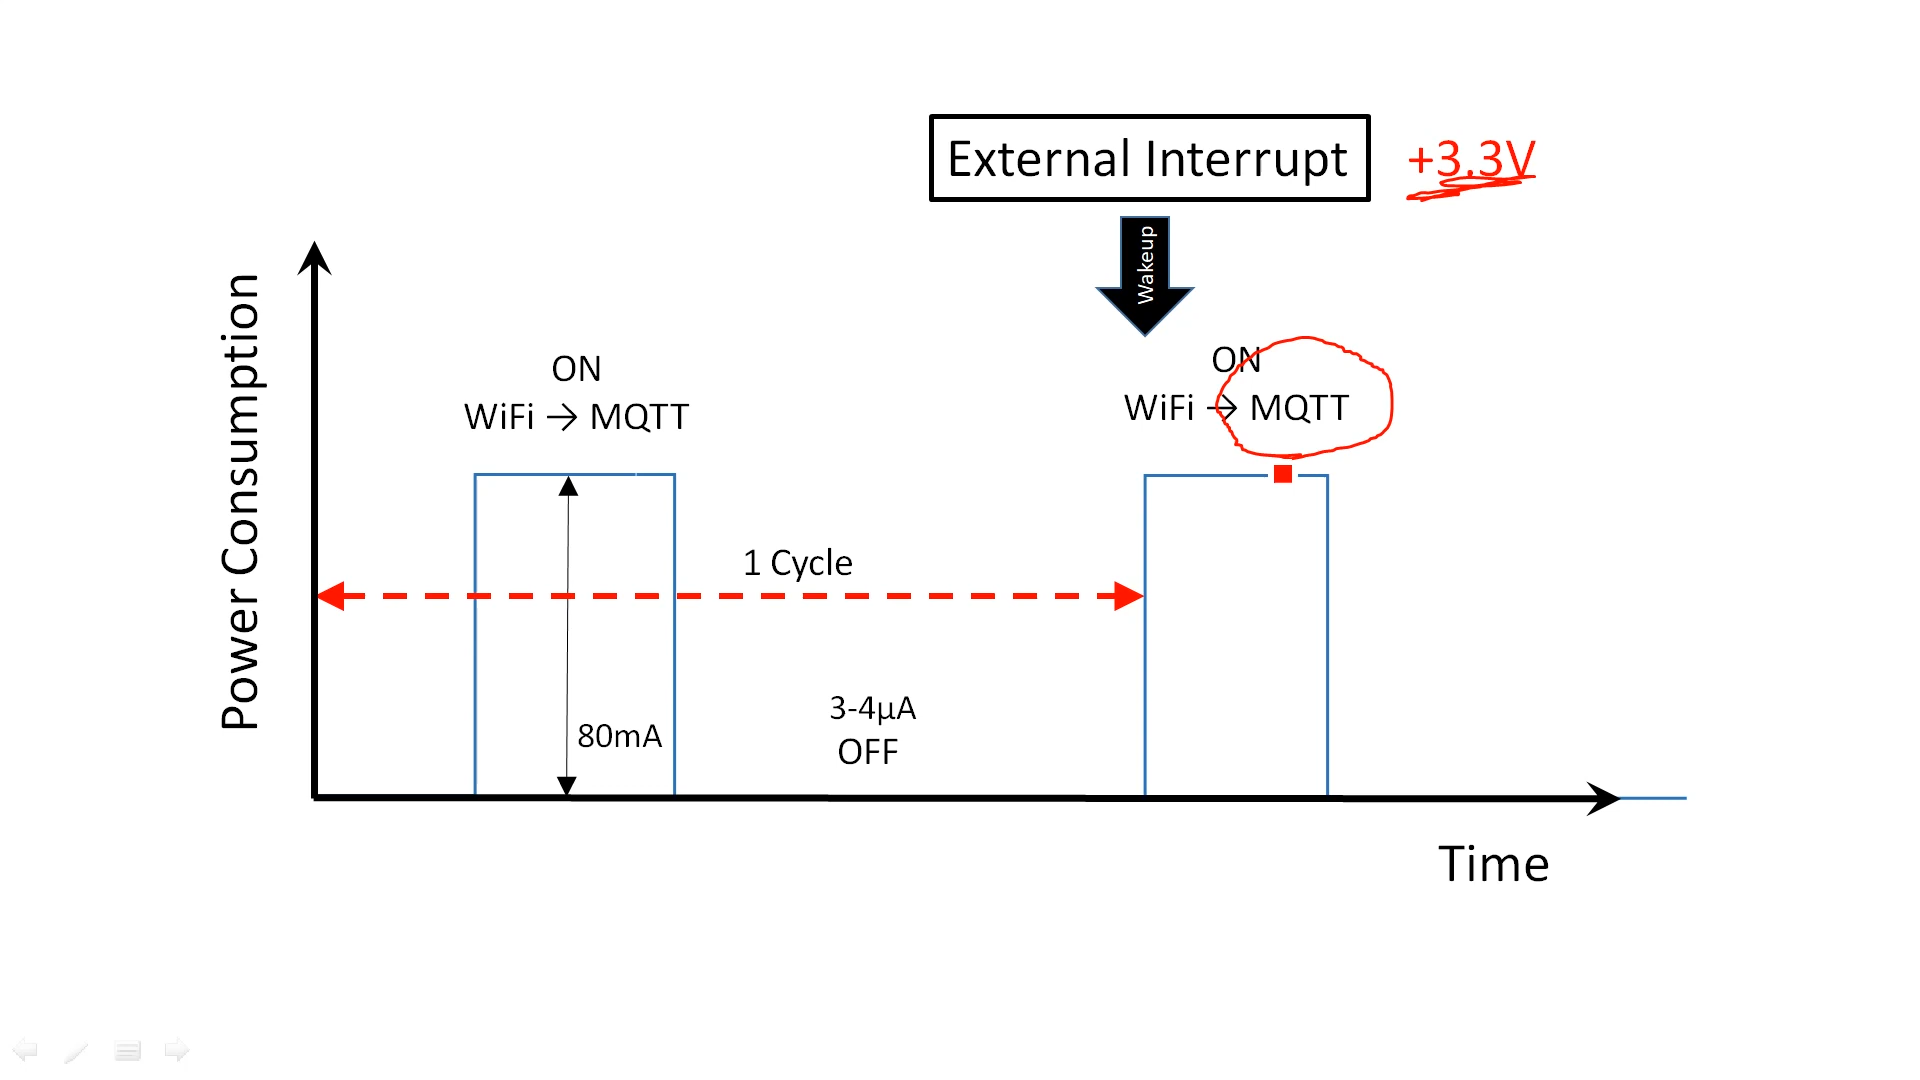 External Interrupt
+3.3V
Wakeup
Power Consumption
ON
WiFi → MQTT
ON
WiFi → MQTT
1 Cycle
80mA
3-4µA
OFF
Time